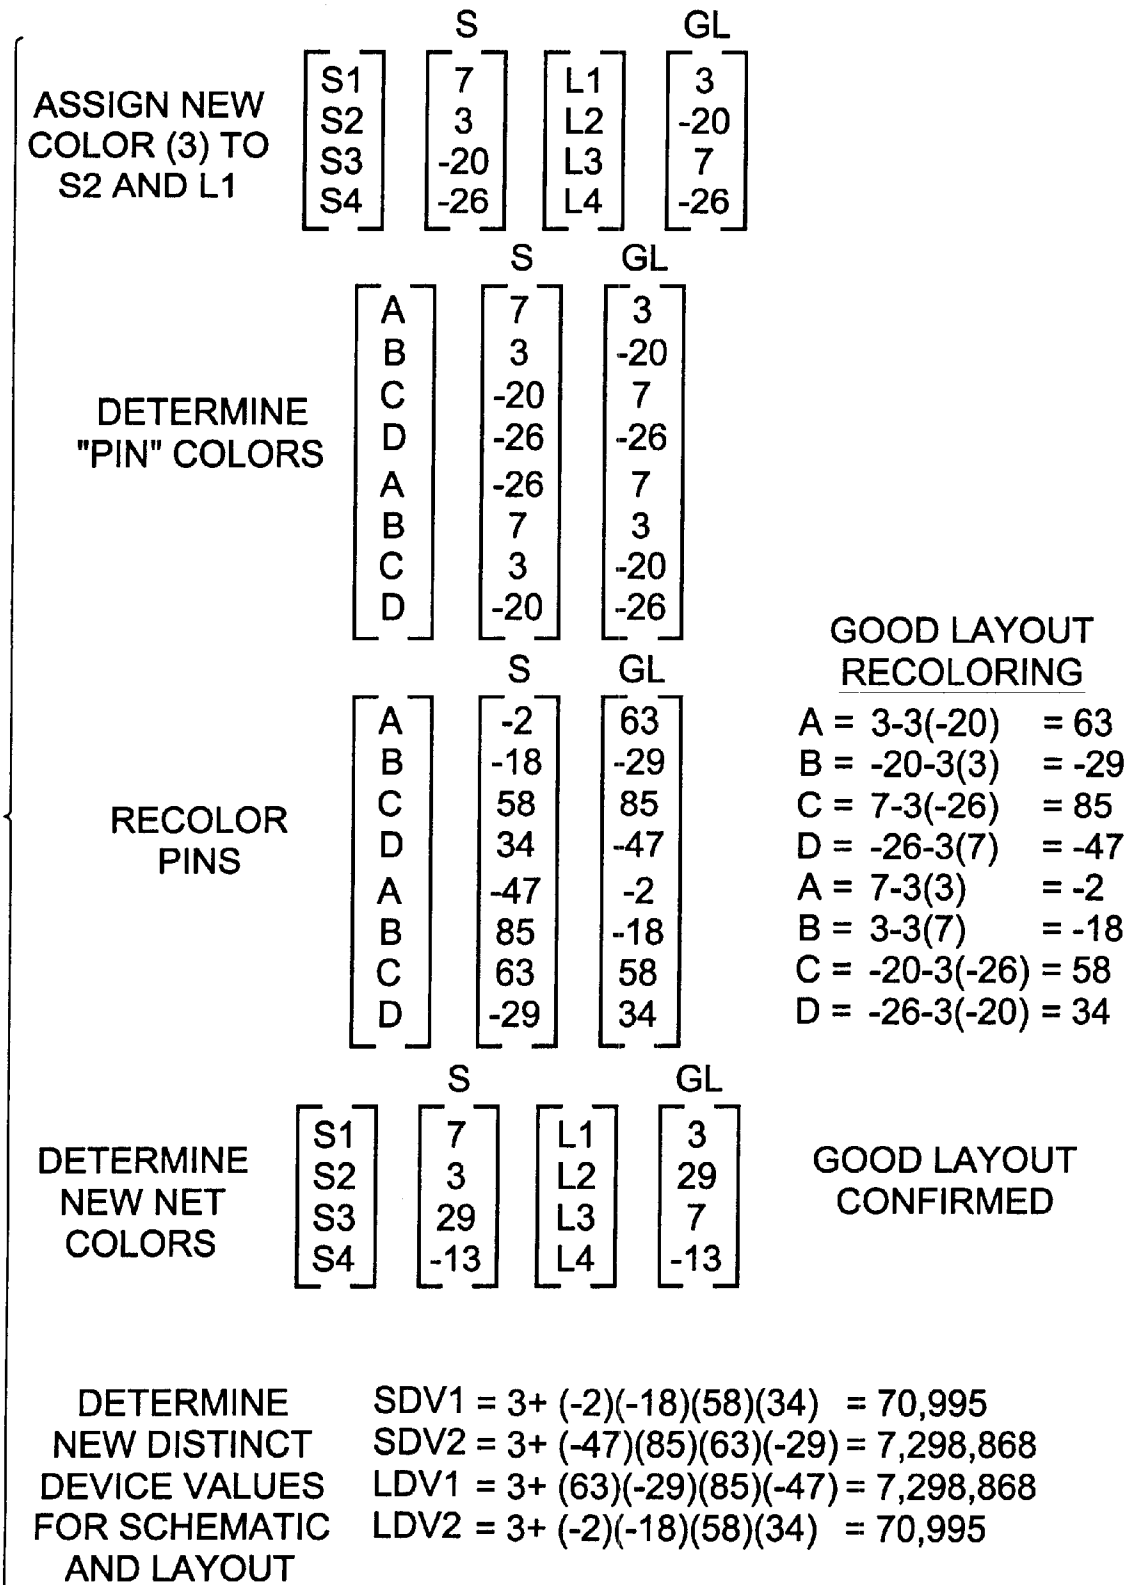 S GL
ASSIGN NEW COLOR (3) TO S2 AND L1
S1 7 L1 3
S2 3 L2 -20
S3 -20 L3 7
S4 -26 L4 -26
S GL
DETERMINE "PIN" COLORS
A 7 3
B 3 -20
C -20 7
D -26 -26
A -26 7
B 7 3
C 3 -20
D -20 -26
S GL
RECOLOR PINS
A -2 63
B -18 -29
C 58 85
D 34 -47
A -47 -2
B 85 -18
C 63 58
D -29 34
GOOD LAYOUT
RECOLORING
A = 3-3(-20) = 63
B = -20-3(3) = -29
C = 7-3(-26) = 85
D = -26-3(7) = -47
A = 7-3(3) = -2
B = 3-3(7) = -18
C = -20-3(-26) = 58
D = -26-3(-20) = 34
S GL
DETERMINE NEW NET COLORS
S1 7 L1 3
S2 3 L2 29
S3 29 L3 7
S4 -13 L4 -13
GOOD LAYOUT
CONFIRMED
DETERMINE
NEW DISTINCT
DEVICE VALUES
FOR SCHEMATIC
AND LAYOUT
SDV1 = 3+ (-2)(-18)(58)(34) = 70,995
SDV2 = 3+ (-47)(85)(63)(-29) = 7,298,868
LDV1 = 3+ (63)(-29)(85)(-47) = 7,298,868
LDV2 = 3+ (-2)(-18)(58)(34) = 70,995